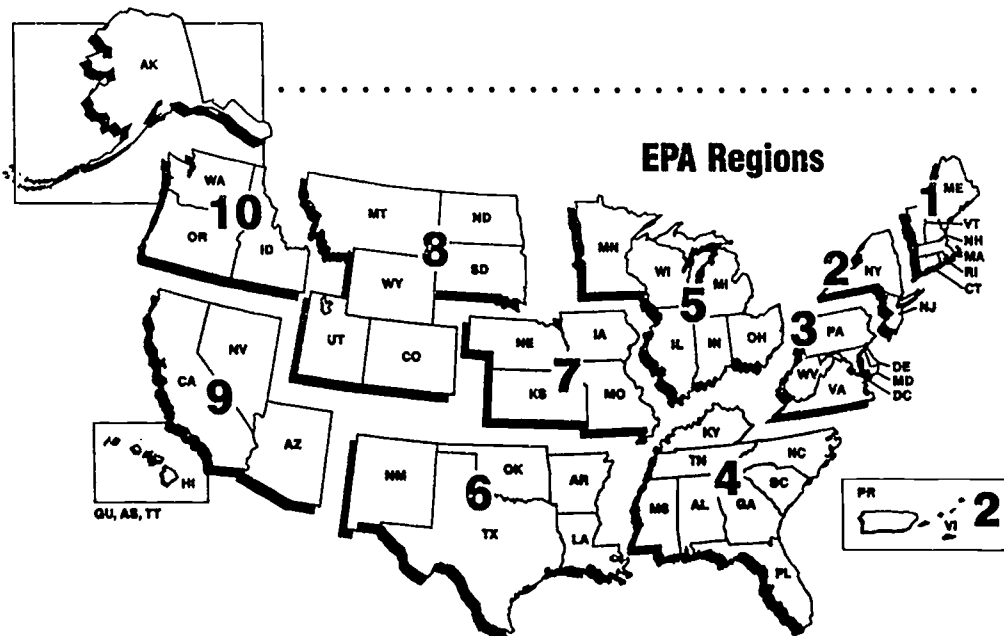 EPA Regions
AK
WA
10
OR
ID
MT
ND
8
SD
WY
UT
CO
MN
WI
MI
5
IL
IN
OH
1
ME
VT
NH
MA
RI
CT
2
NY
NJ
3
PA
WV
VA
DE
MD
DC
NV
CA
9
AZ
HI
GU, AS, TT
NE
IA
7
KS
MO
NM
OK
6
AR
TX
LA
KY
TN
NC
4
SC
MS
AL
GA
FL
PR
VI
2